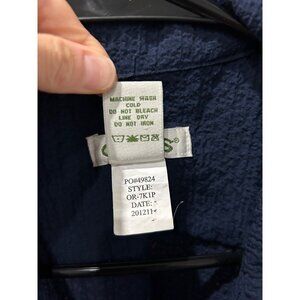 MACHINE WASH
COLD
DO NOT BLEACH
LINE DRY
DO NOT IRON
PO#49824
STYLE:
OR-7K1P
DATE:
201211